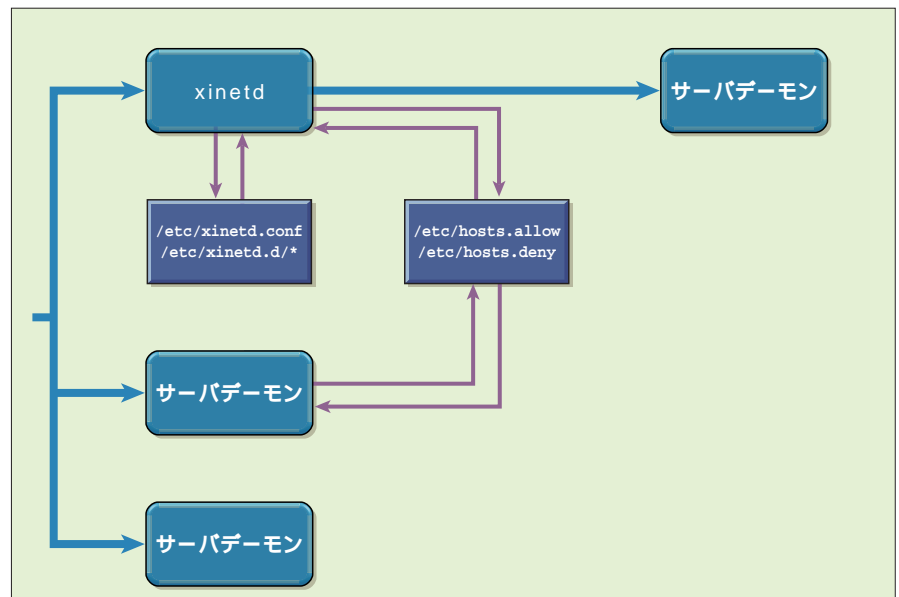 xinetd
サーバデーモン
/etc/xinetd.conf
/etc/xinetd.d/*
/etc/hosts.allow
/etc/hosts.deny
サーバデーモン
サーバデーモン